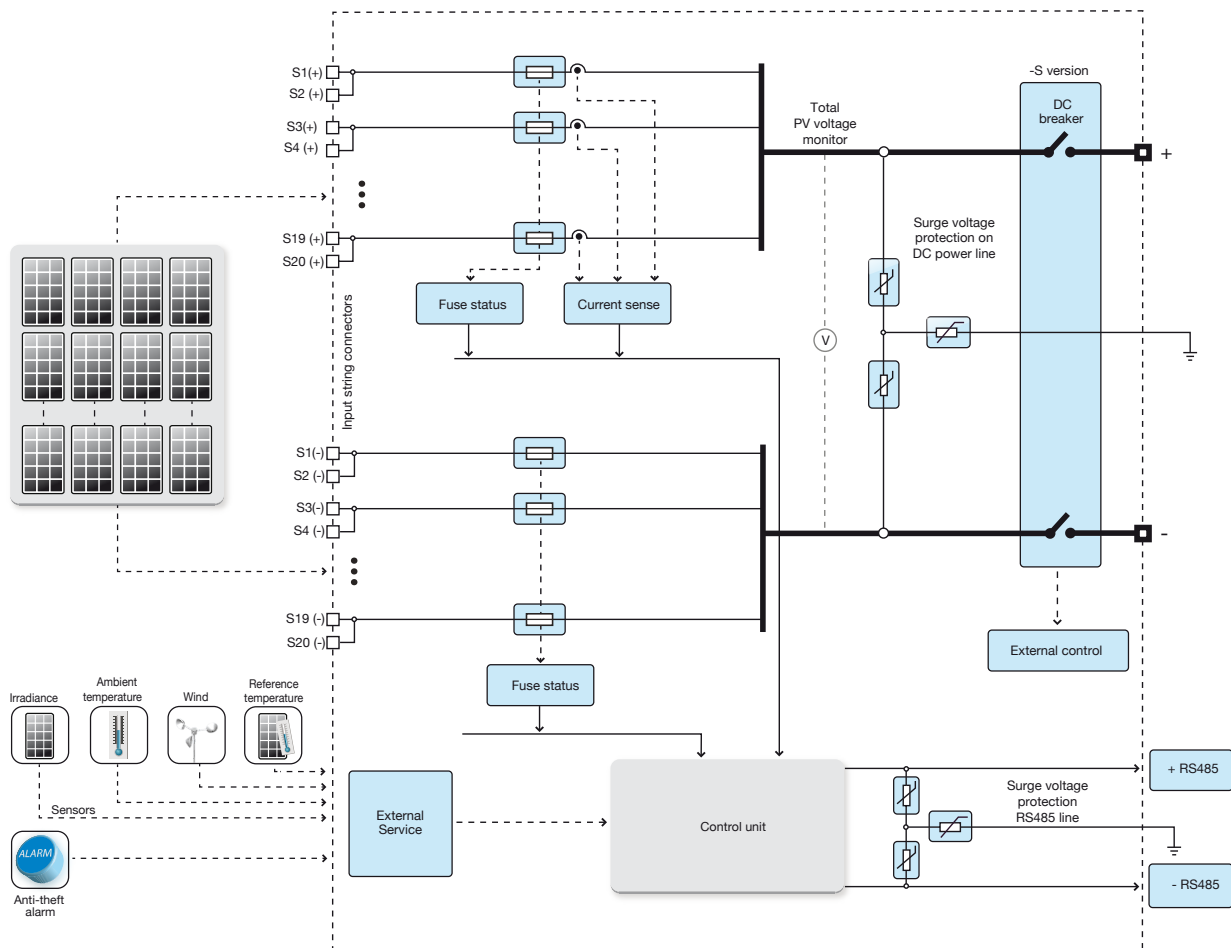 S1(+)
S2 (+)
S3(+)
S4 (+)
S19 (+)
S20 (+)
Fuse status
Current sense
Input string connectors
Total
PV voltage
monitor
V
-S version
DC
breaker
+
Surge voltage
protection on
DC power line
S1(-)
S2 (-)
S3(-)
S4 (-)
S19 (-)
S20 (-)
-
Fuse status
External control
Irradiance
Ambient
temperature
Wind
Reference
temperature
Sensors
ALARM
Anti-theft
alarm
External
Service
Control unit
Surge voltage
protection
RS485 line
+ RS485
- RS485